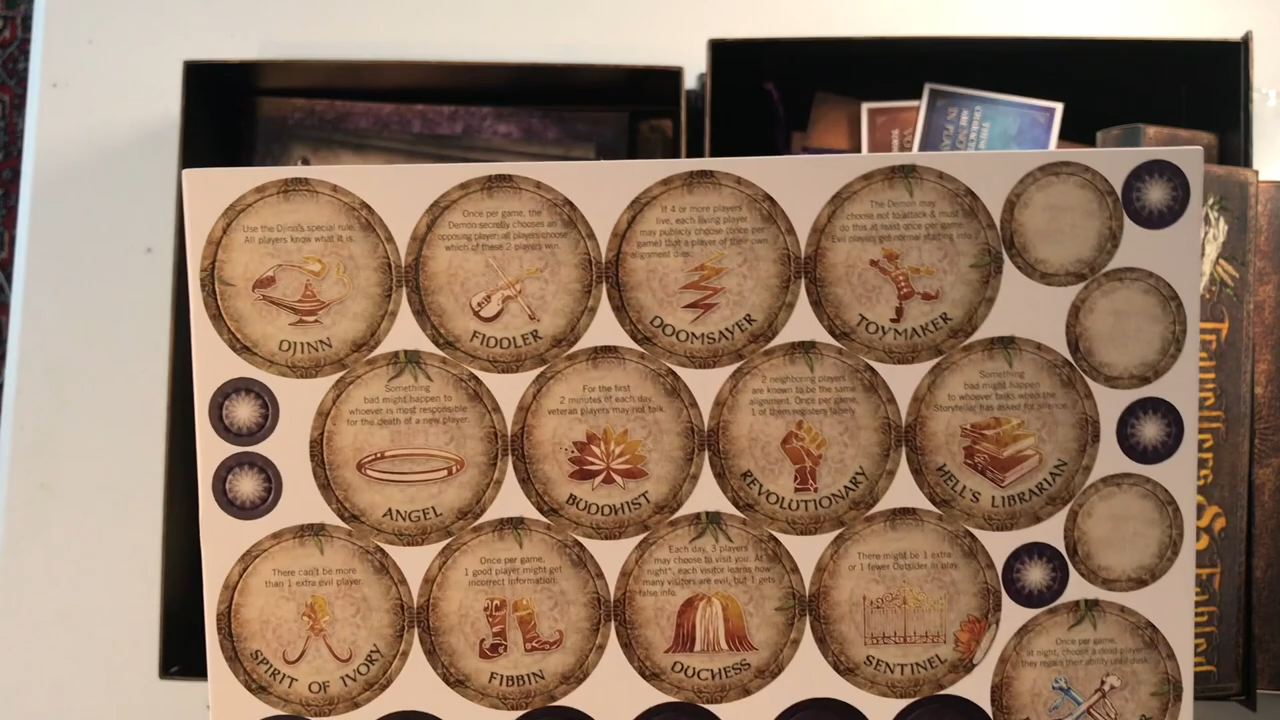 THESE
CHARACTERS
ARE NOT
IN PLAY
Use the Djinn's special rule.
All players know what it is.
DJINN
Once per game, the
Demon secretly chooses an
opposing player: all players choose
which of these 2 players win.
FIDDLER
If 4 or more players
live, each living player
may publicly choose (once per
game) that a player of their own
alignment dies.
DOOMSAYER
The Demon may
choose not to attack & must
do this at least once per game.
Evil players get normal starting info.
TOYMAKER
Something
bad might happen to
whoever is most responsible
for the death of a new player.
ANGEL
For the first
2 minutes of each day,
veteran players may not talk.
BUDDHIST
2 neighboring players
are known to be the same
alignment. Once per game,
1 of them registers falsely.
REVOLUTIONARY
Something
bad might happen
to whoever talks when the
Storyteller has asked for silence.
HELL'S LIBRARIAN
There can't be more
than 1 extra evil player.
SPIRIT OF IVORY
Once per game,
1 good player might get
incorrect information.
FIBBIN
Each day, 3 players
may choose to visit you. At
night*, each visitor learns how
many visitors are evil, but 1 gets
false info.
DUCHESS
There might be 1 extra
or 1 fewer Outsider in play.
SENTINEL
Once per game,
at night, choose a dead player:
they regain their ability until dusk.
Travellers & Fabled